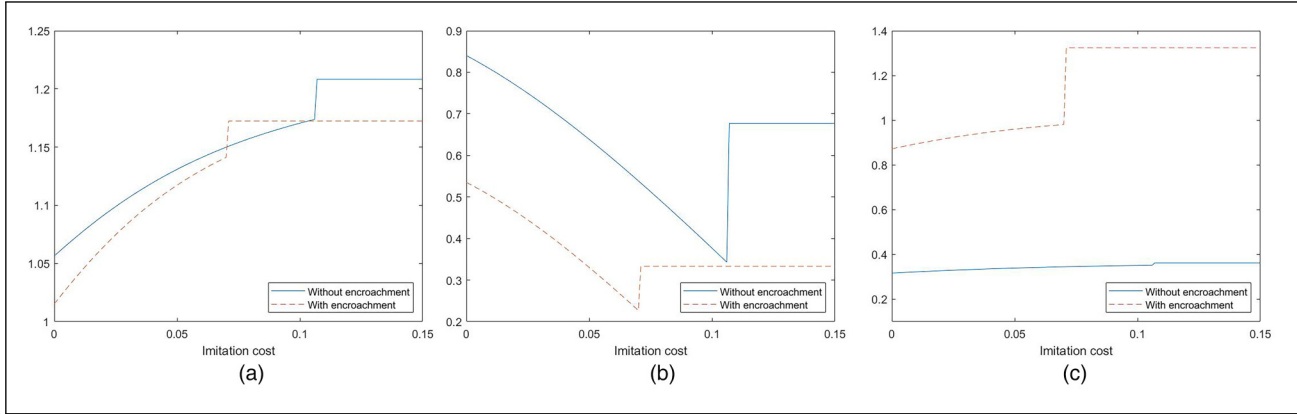 1.25
1.2
1.15
1.1
1.05
1
0
0.05
0.1
0.15
Without encroachment
With encroachment
Imitation cost
(a)
0.9
0.8
0.7
0.6
0.5
0.4
0.3
0.2
0
0.05
0.1
0.15
Without encroachment
With encroachment
Imitation cost
(b)
1.4
1.2
1
0.8
0.6
0.4
0.2
0
0.05
0.1
0.15
Without encroachment
With encroachment
Imitation cost
(c)